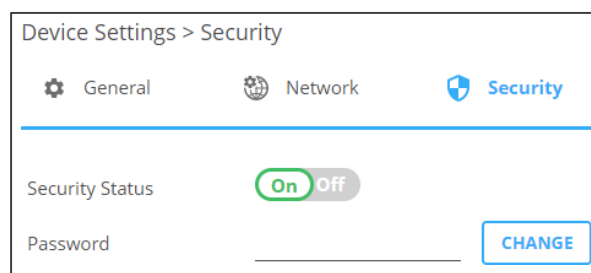 Device Settings > Security
General Network Security
Security Status On Off
Password CHANGE